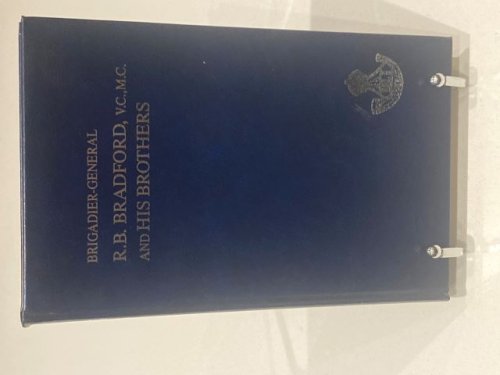 BRIGADIER-GENERAL
R.B. BRADFORD, V.C.,M.C.
AND HIS BROTHERS